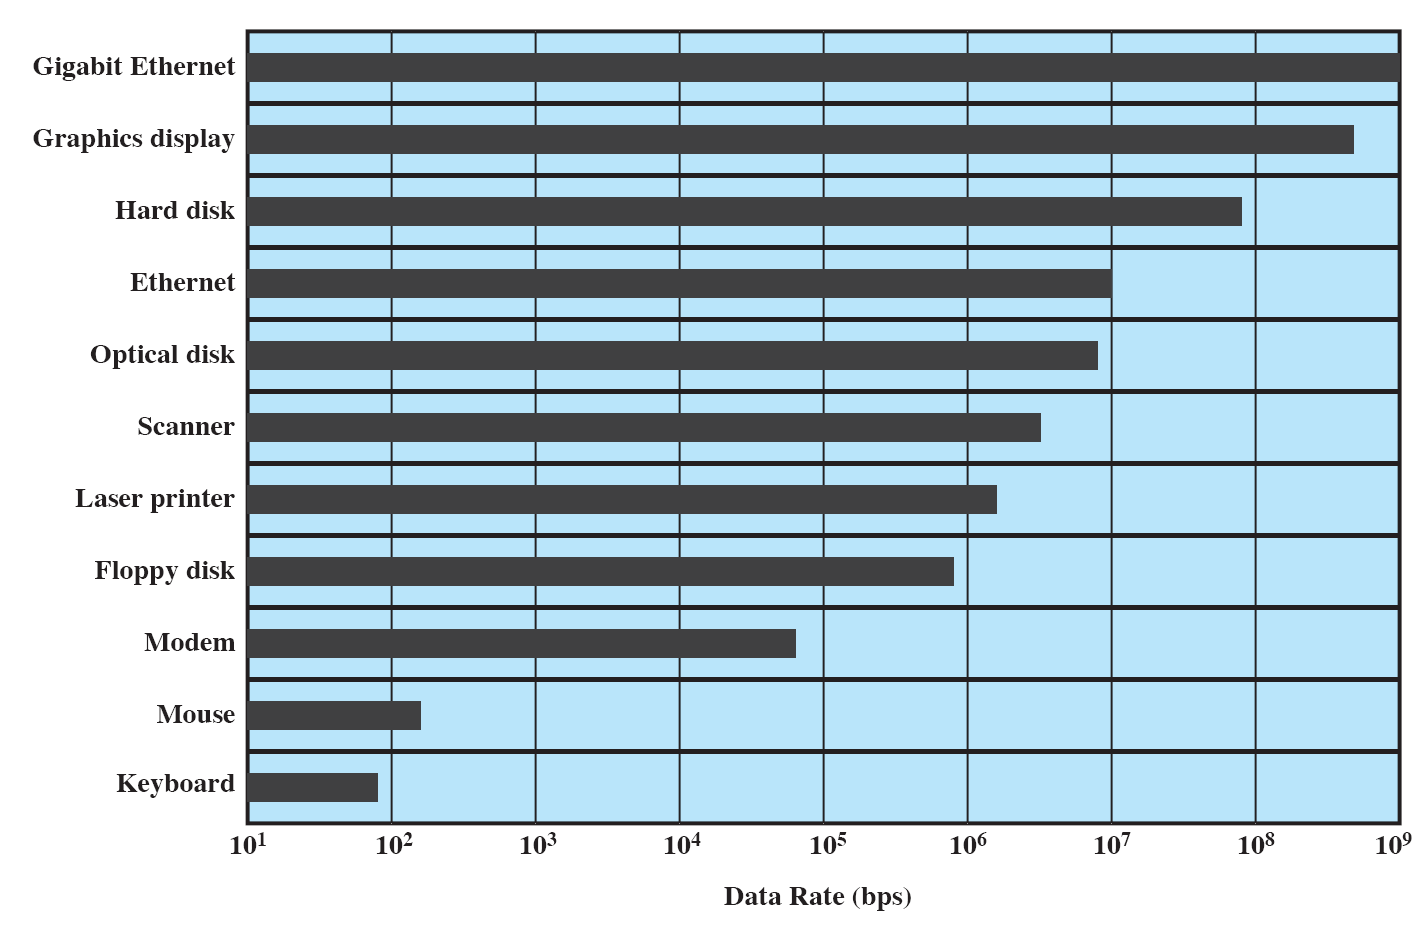 Gigabit Ethernet
Graphics display
Hard disk
Ethernet
Optical disk
Scanner
Laser printer
Floppy disk
Modem
Mouse
Keyboard
10¹ 10² 10³ 10⁴ 10⁵ 10⁶ 10⁷ 10⁸ 10⁹
Data Rate (bps)